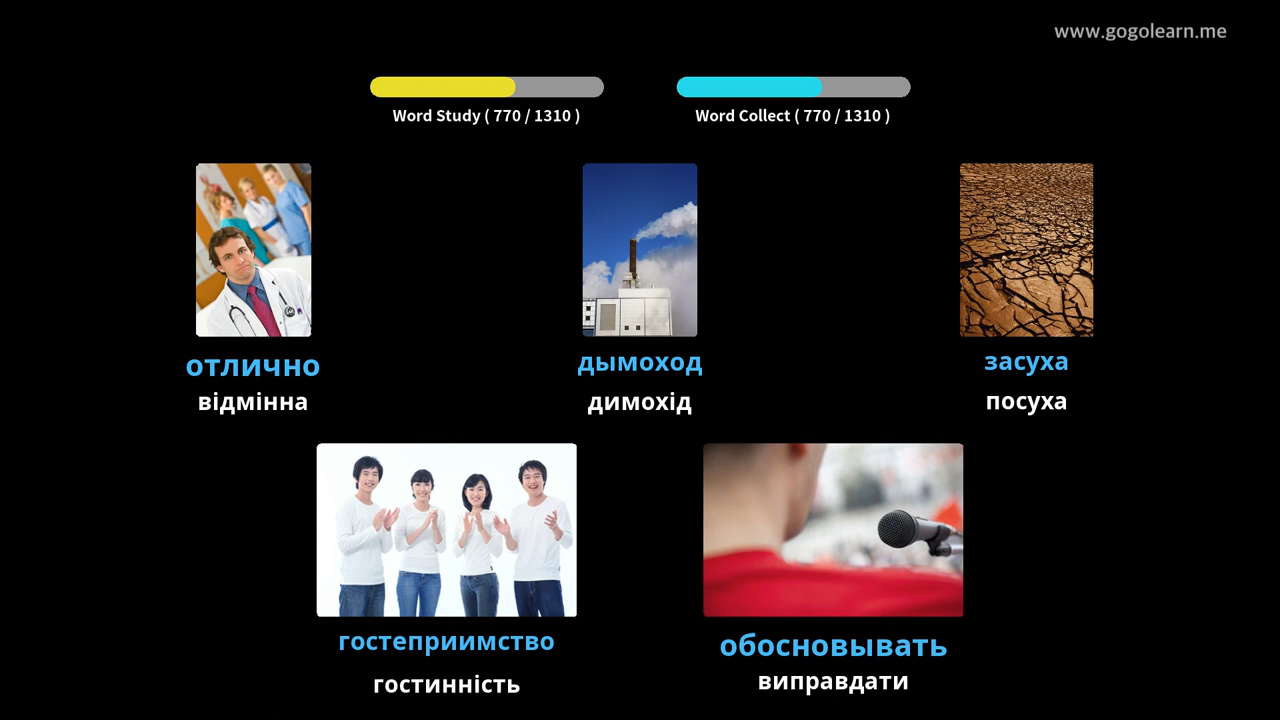 www.gogolearn.me
Word Study ( 770 / 1310 )
Word Collect ( 770 / 1310 )
отлично
відмінна
дымоход
димохід
засуха
посуха
гостеприимство
гостинність
обосновывать
виправдати